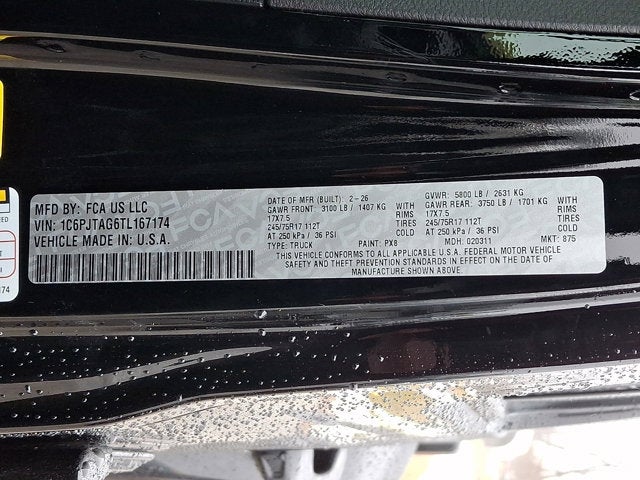 MFD BY: FCA US LLC
VIN: 1C6PJTAG6TL167174
VEHICLE MADE IN U.S.A.
DATE OF MFR (BUILT): 2-26
GAWR FRONT: 3100 LB / 1407 KG WITH
17X7.5 RIMS
245/75R17 112T TIRES
AT 250 kPa / 36 PSI COLD
TYPE: TRUCK PAINT: PX8
GVWR: 5800 LB / 2631 KG
GAWR REAR: 3750 LB / 1701 KG WITH
17X7.5 RIMS
245/75R17 112T TIRES
AT 250 kPa / 36 PSI COLD
MDH: 020311 MKT: 875
THIS VEHICLE CONFORMS TO ALL APPLICABLE U.S.A. FEDERAL MOTOR VEHICLE
SAFETY AND THEFT PREVENTION STANDARDS IN EFFECT ON THE DATE OF
MANUFACTURE SHOWN ABOVE.
174